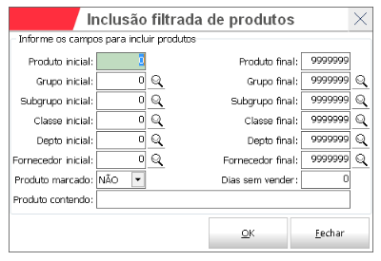 Inclusão filtrada de produtos
Informe os campos para incluir produtos
Produto inicial: 0 Produto final: 9999999
Grupo inicial: 0 Grupo final: 9999999
Subgrupo inicial: 0 Subgrupo final: 9999999
Classe inicial: 0 Classe final: 9999999
Depto inicial: 0 Depto final: 9999999
Fornecedor inicial: 0 Fornecedor final: 9999999
Produto marcado: NÃO Dias sem vender: 0
Produto contendo:
OK Fechar